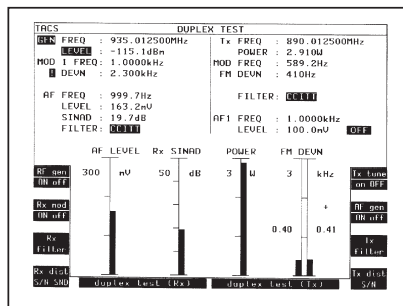 TACS DUPLEX TEST
GEN FREQ : 935.012500MHz Tx FREQ : 890.012500MHz
LEVEL : -115.1dBm POWER : 2.910W
MOD 1 FREQ : 1.0000kHz MOD FREQ : 589.2Hz
! DEVN : 2.300kHz FM DEVN : 410Hz
AF FREQ : 999.7Hz FILTER: CCITT
LEVEL : 163.2mV
SINAD : 19.7dB AF1 FREQ : 1.0000kHz
FILTER: CCITT LEVEL : 100.0mV OFF
AF LEVEL Rx SINAD POWER FM DEVN
RF gen 300 mV 50 dB 3 W 3 kHz Tx tune
ON off on OFF
Rx mod + AF gen
ON off ON off
Rx 0.40 0.41 Tx
filter filter
Rx dist Tx dist
S/N SND duplex test (Rx) duplex test (Tx) S/N